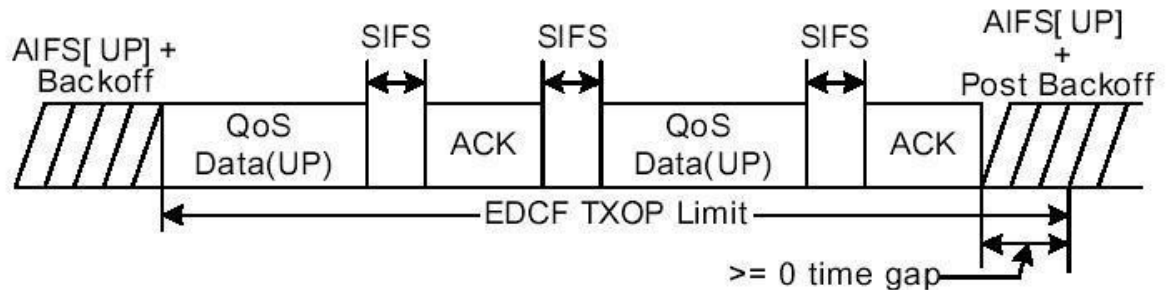 AIFS[ UP] +
Backoff
SIFS
SIFS
SIFS
AIFS[ UP]
+
Post Backoff
QoS
Data(UP)
ACK
QoS
Data(UP)
ACK
EDCF TXOP Limit
>= 0 time gap